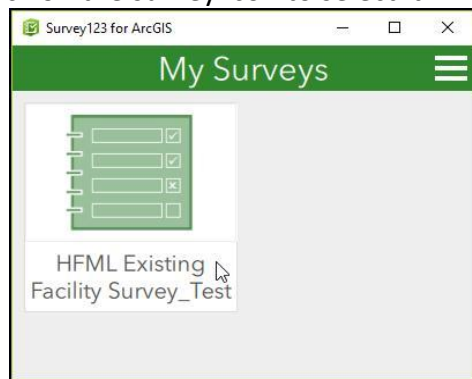 Survey123 for ArcGIS
My Surveys
HFML Existing
Facility Survey_Test